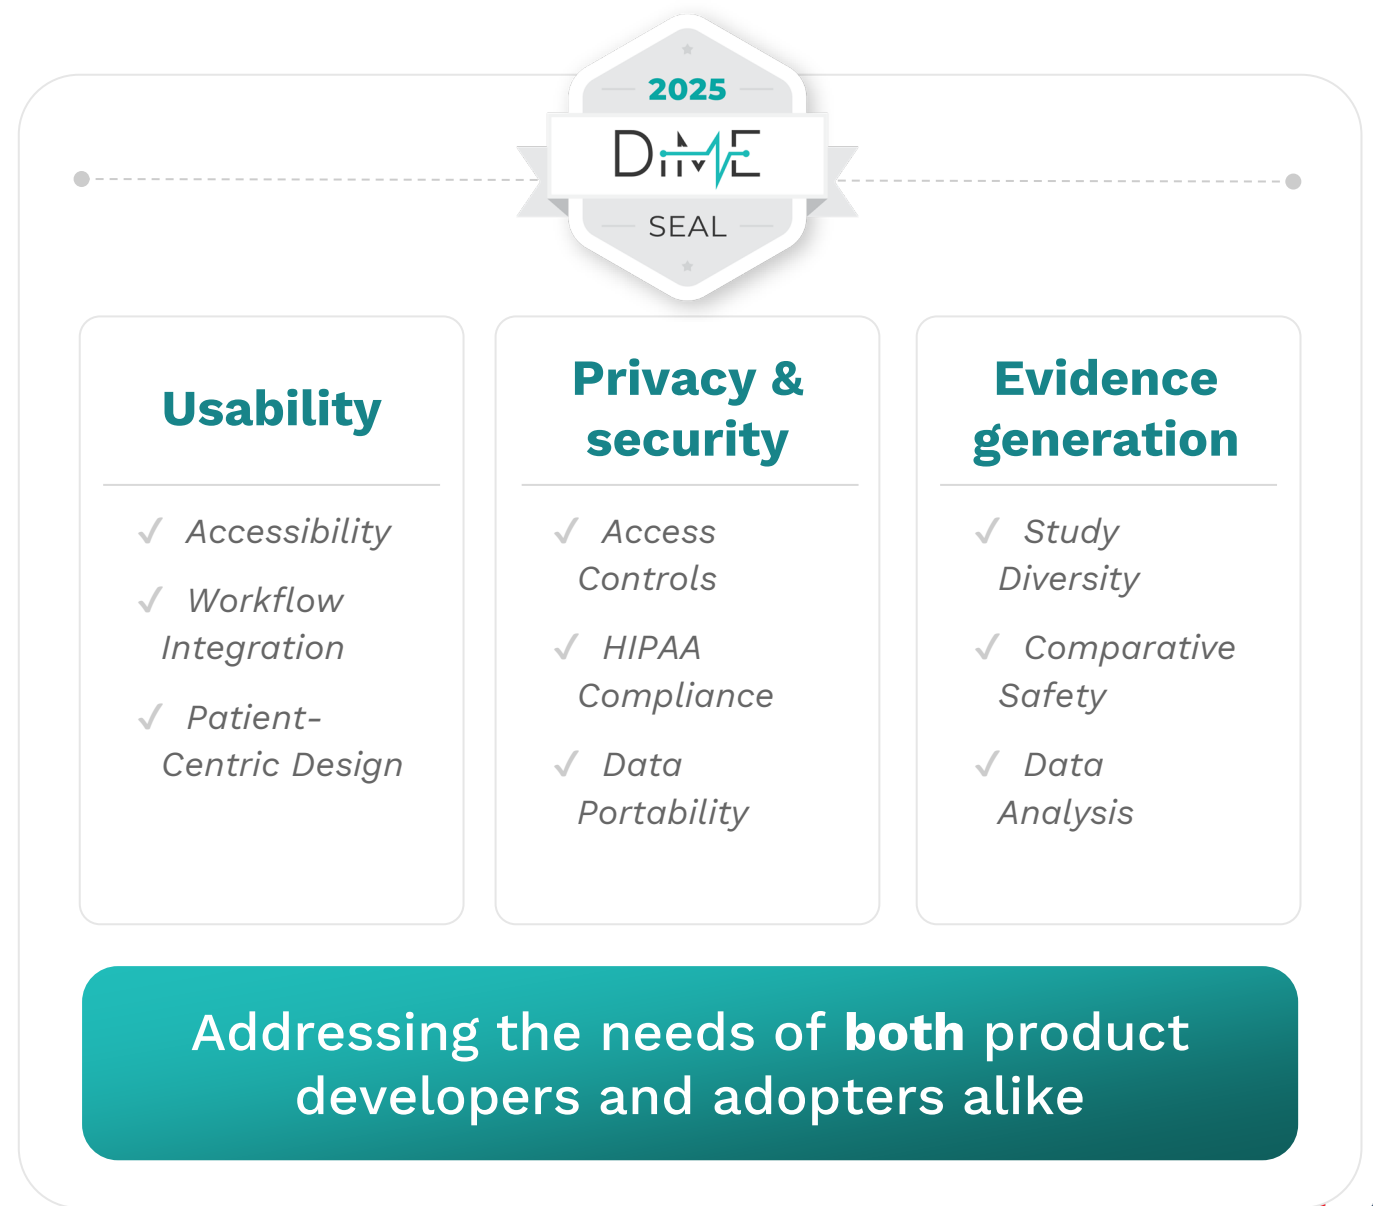 2025
DiME
SEAL
Usability
✓ Accessibility
✓ Workflow
Integration
✓ Patient-
Centric Design
Privacy &
security
✓ Access
Controls
✓ HIPAA
Compliance
✓ Data
Portability
Evidence
generation
✓ Study
Diversity
✓ Comparative
Safety
✓ Data
Analysis
Addressing the needs of both product
developers and adopters alike